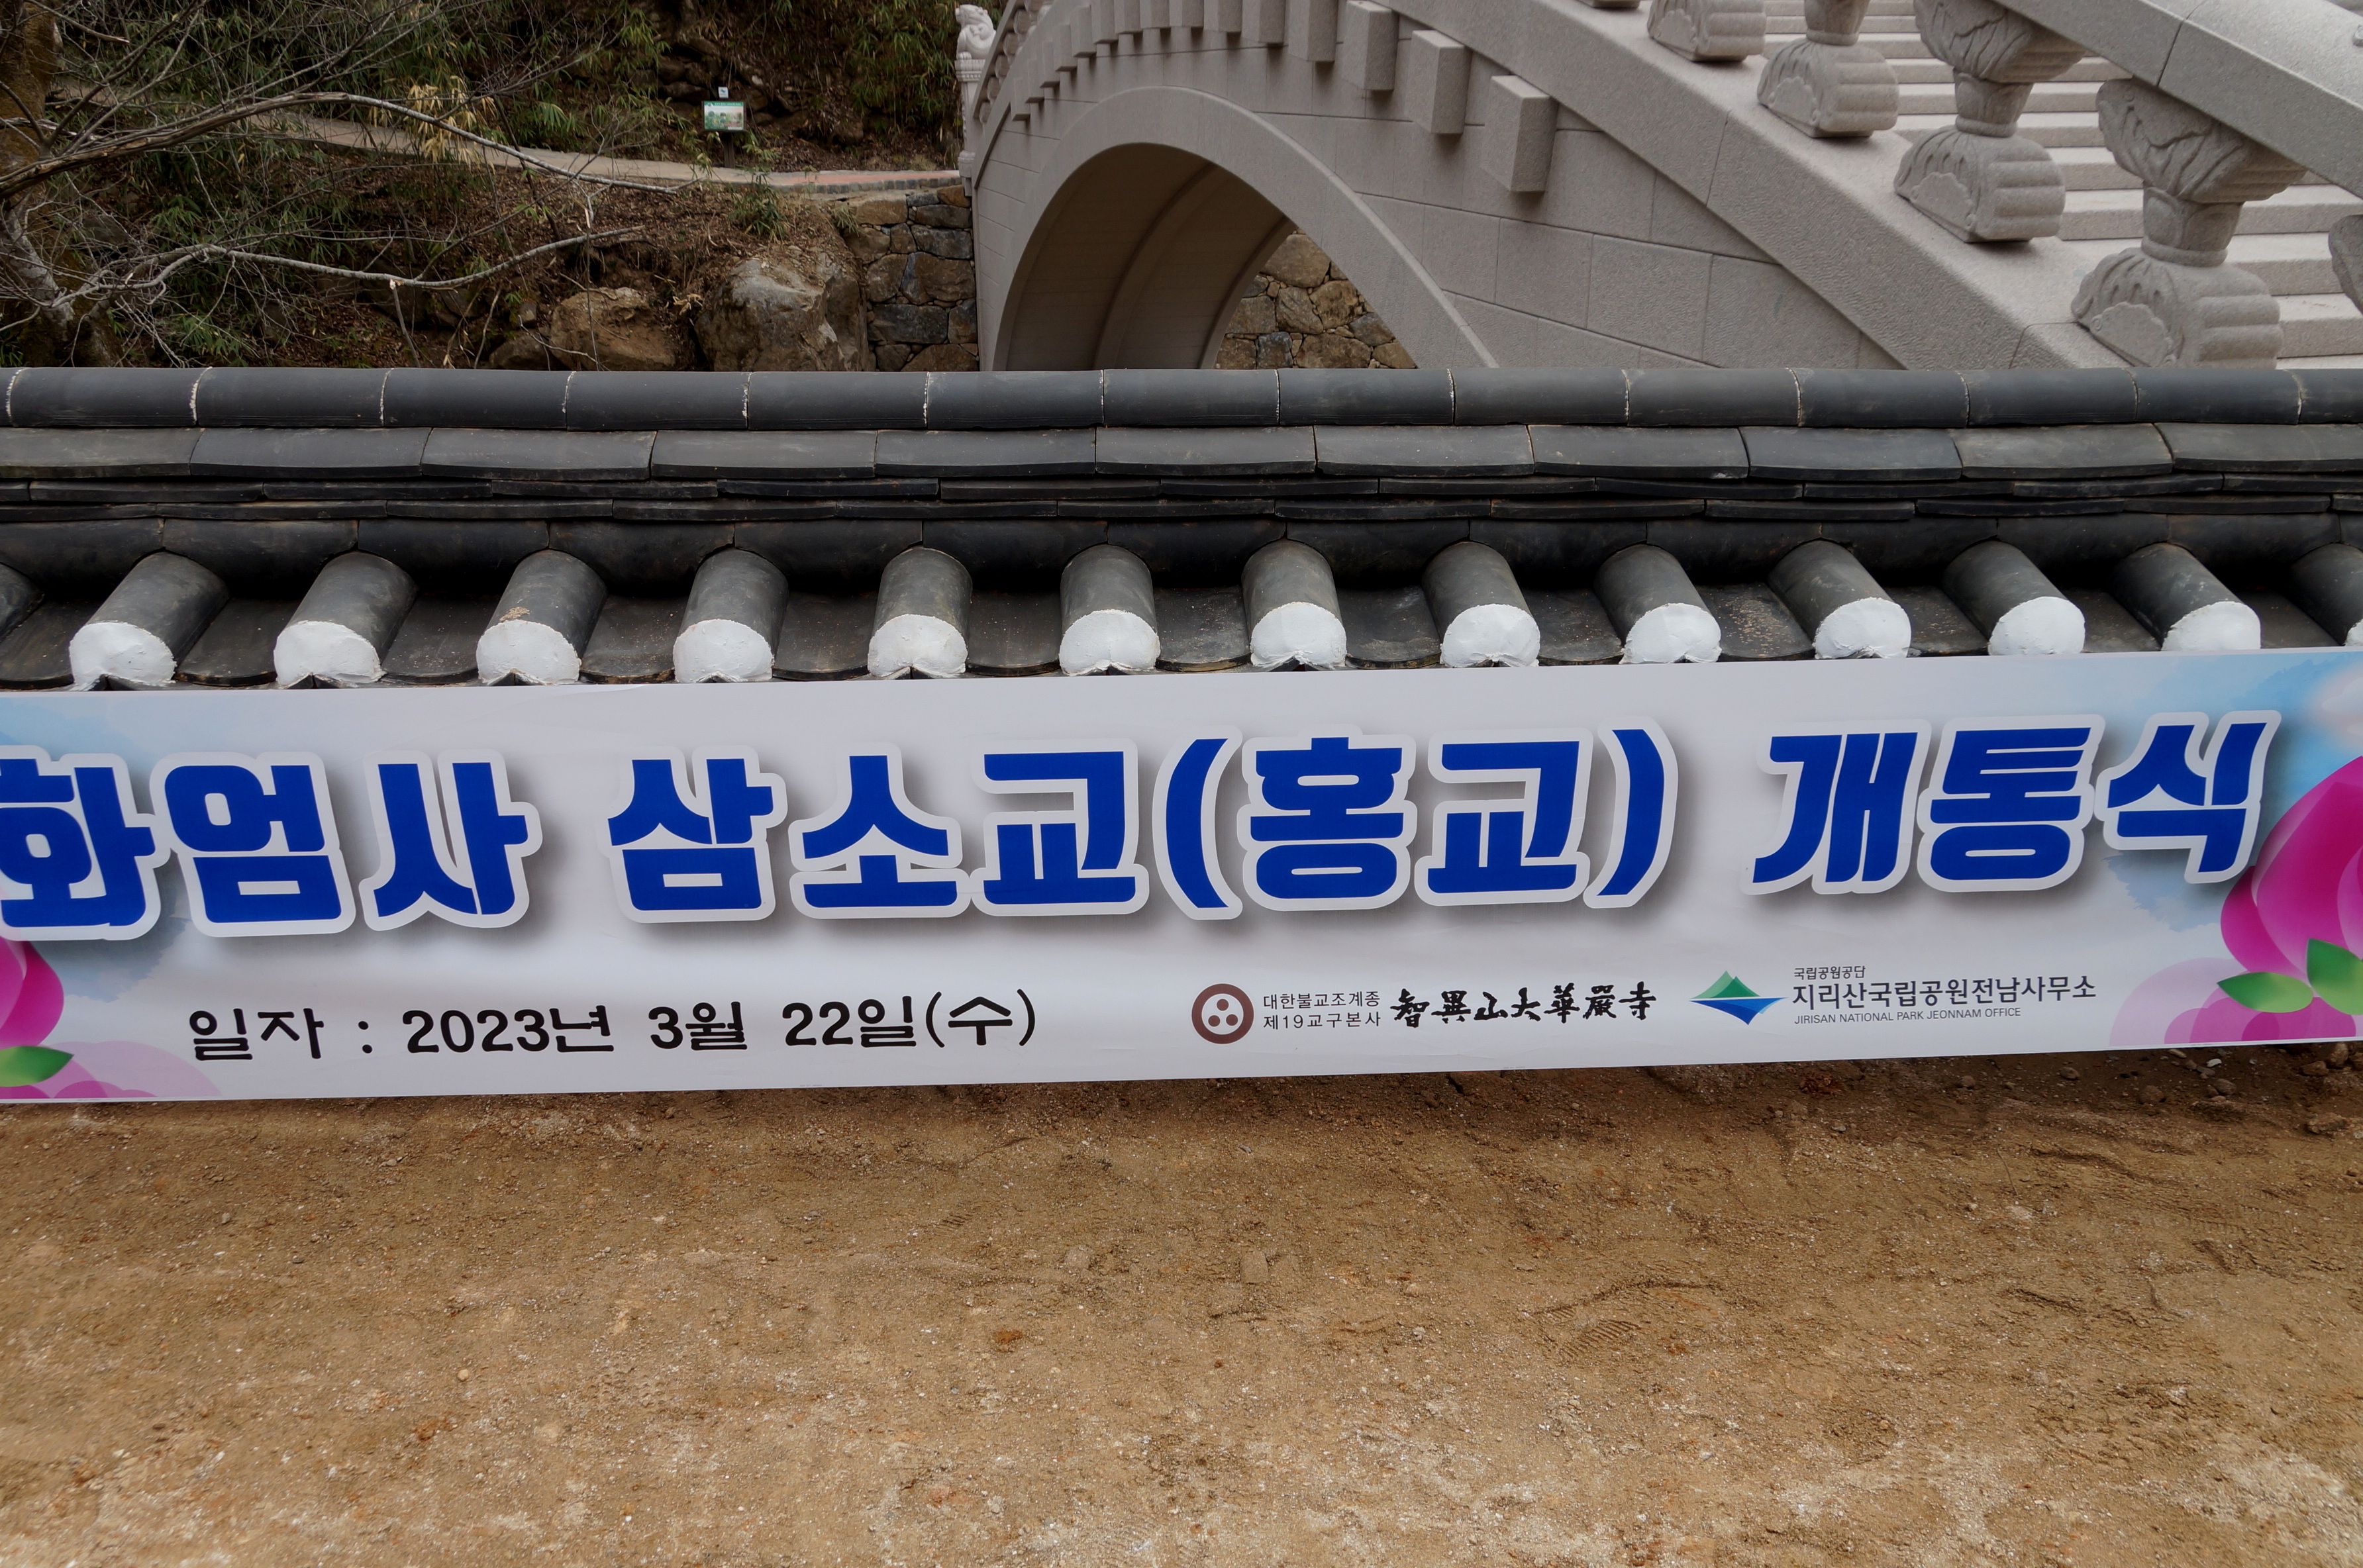 화엄사 삼소교(홍교) 개통식
일자 : 2023년 3월 22일(수)
대한불교조계종
제19교구본사
智異山大華嚴寺
국립공원공단
지리산국립공원전남사무소
JIRISAN NATIONAL PARK JEONNAM OFFICE